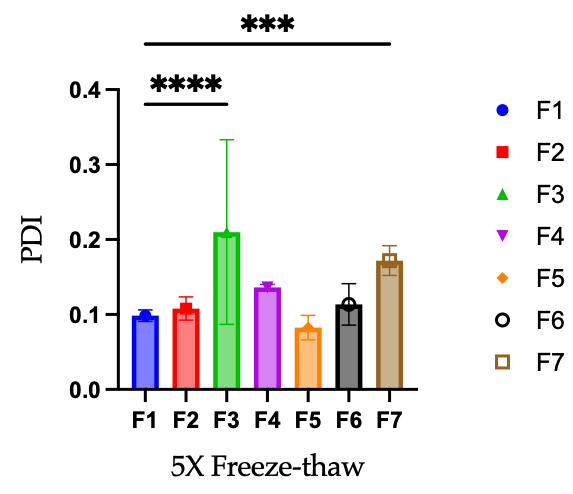 ***
****
0.4
0.3
0.2
0.1
0.0
PDI
F1 F2 F3 F4 F5 F6 F7
5X Freeze-thaw
F1
F2
F3
F4
F5
F6
F7